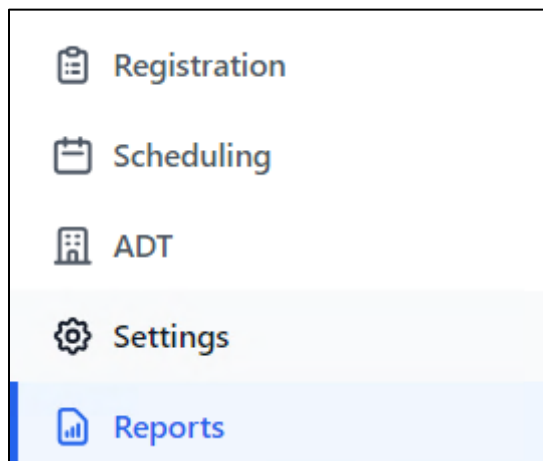 Registration
Scheduling
ADT
Settings
Reports